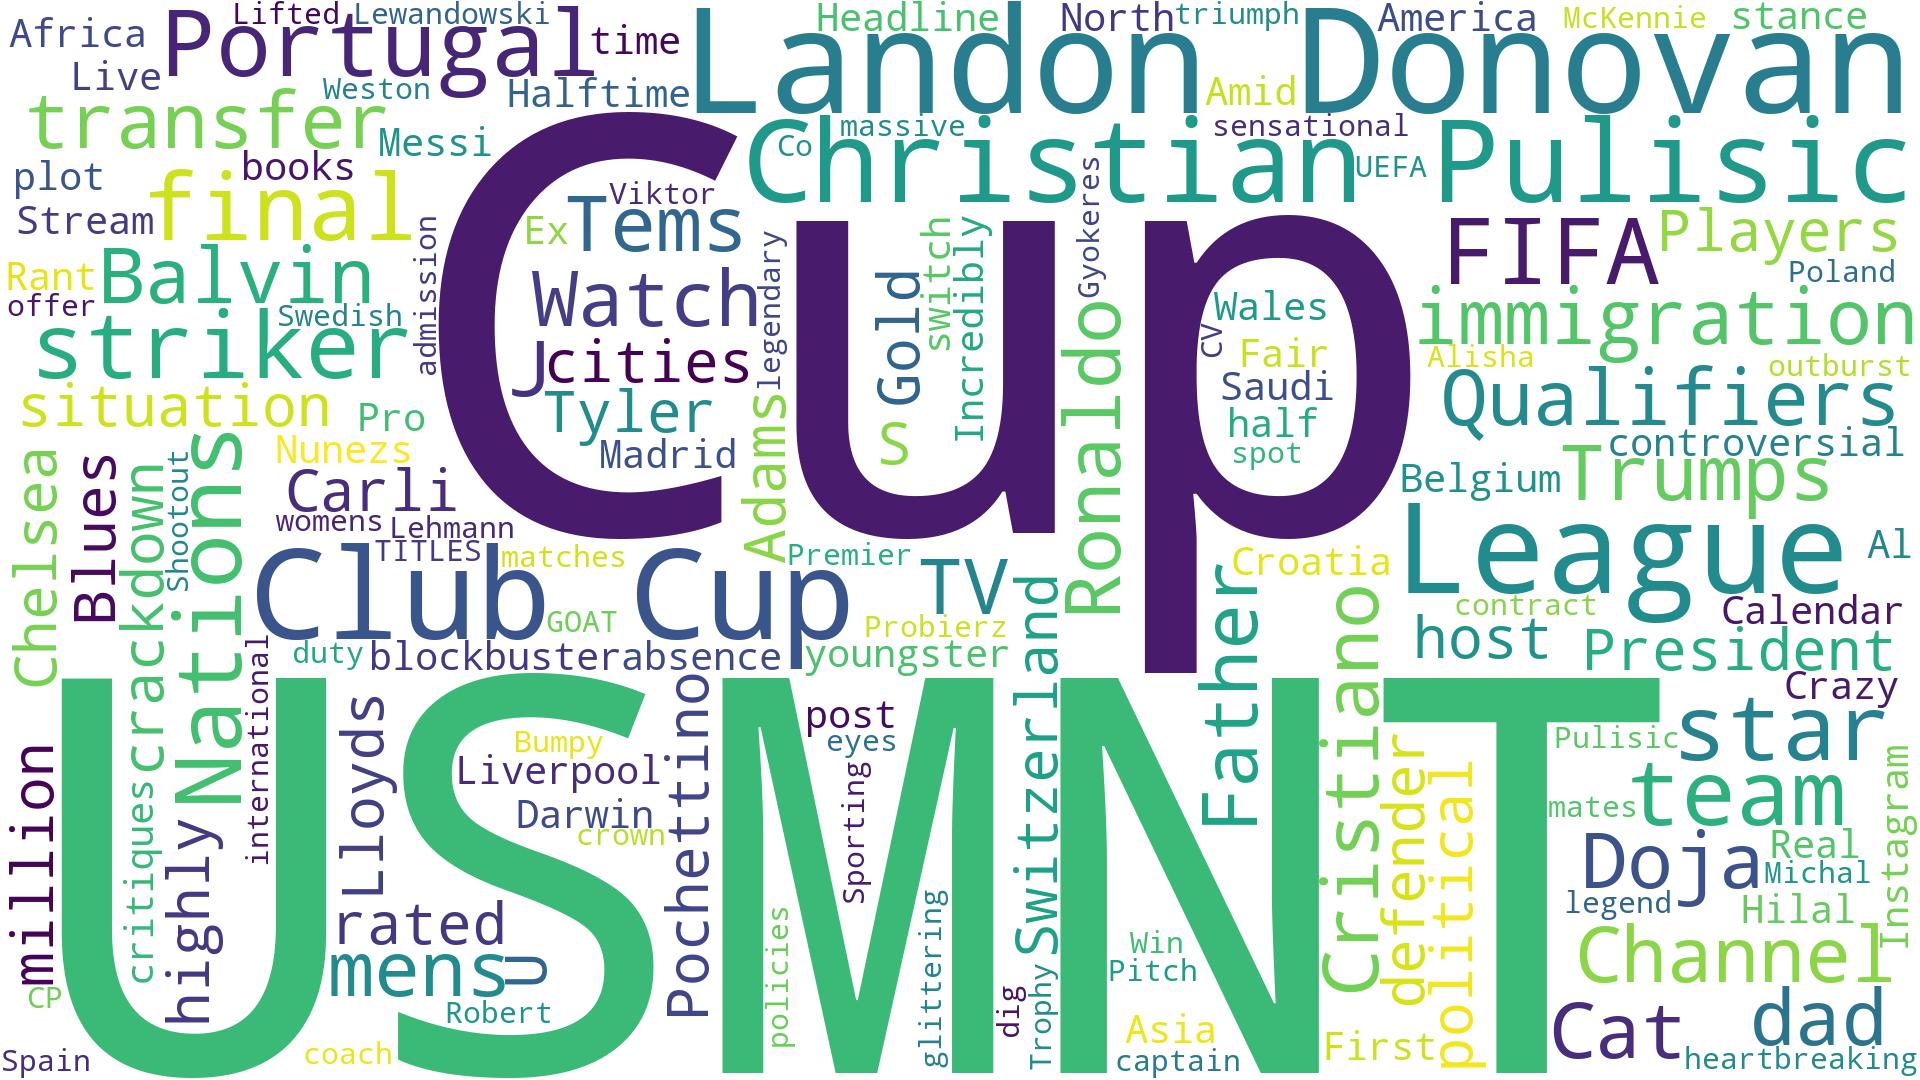 Africa
Lifted
Lewandowski
Portugal
time
Live
Weston
Halftime
Headline
North
triumph
America
McKennie
stance
Landon Donovan
Amid
transfer
Messi
massive
Co
sensational
Christian Pulisic
UEFA
books
plot
final
Stream
Viktor
Tems
Ex
Cup
Gyokeres
FIFA
Players
Poland
Rant
Balvin
offer
Swedish
admission
Watch
legendary
Gold
switch
Incredibly
Wales
CV
Fair
immigration
Alisha
outburst
striker
J
cities
Saudi
Qualifiers
situation
Pro
Tyler
Adams
S
Ronaldo
half
spot
controversial
Nunezs
Madrid
Belgium
Trumps
Chelsea
Blues
crackdown
Shootout
Nations
Carli
womens
Lehmann
TITLES
matches
Premier
Croatia
League
Al
Club Cup
TV
GOAT
Probierz
contract
Calendar
duty
blockbuster
absence
youngster
Switzerland
Father
Cristiano
host
President
international
USMNT
Crazy
million
critiques
highly
Lloyds
Bumpy
Liverpool
Darwin
crown
Pochettino
post
eyes
Sporting
defender
political
Pulisic
star
mates
team
Instagram
Doja
Real
Michal
legend
Hilal
rated
mens
U
policies
glittering
Win
Pitch
Channel
CP
Robert
dig
Trophy
Asia
captain
First
Cat
dad
Spain
coach
heartbreaking